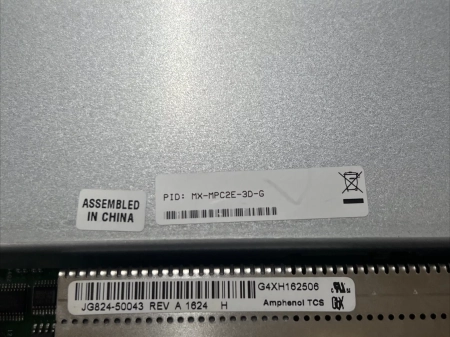 PID: MX-MPC2E-3D-G
ASSEMBLED
IN CHINA
G4XH162506
JG824-50043 REV A 1624 H
Amphenol TCS